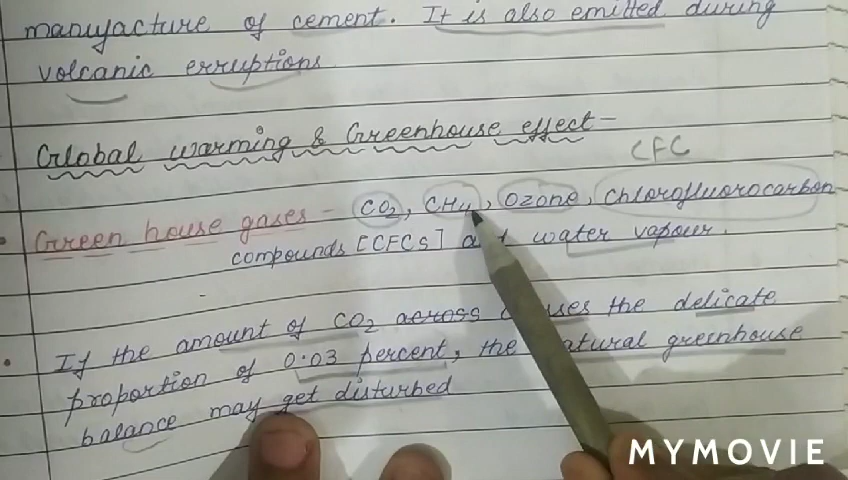 manufacture of cement. It is also emitted during
volcanic erruptions
Global warming & Greenhouse effect -
CFC
Green house gases - CO2, CH4, Ozone, Chlorofluorocarbon
compounds [CFCs] water vapour.
If the amount of CO2 across the delicate
proportion of 0.03 percent, the natural greenhouse
balance may get disturbed
MYMOVIE